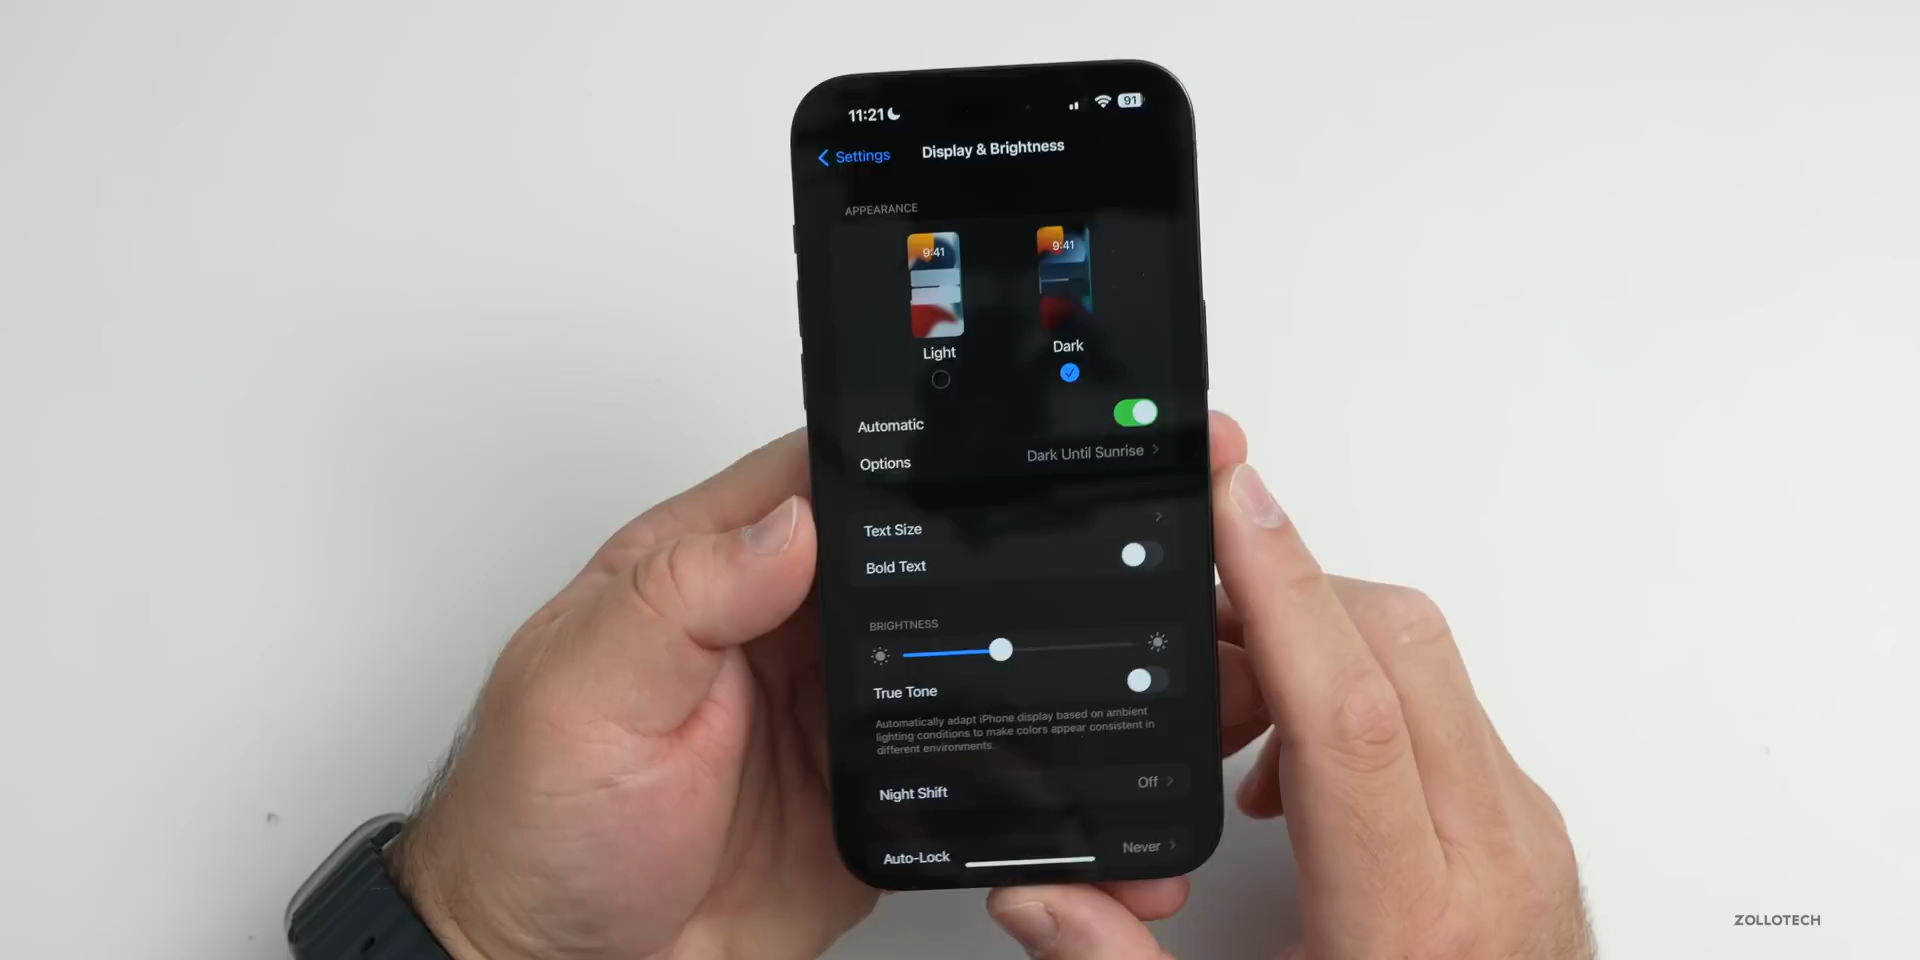 11:21
91
Settings
Display & Brightness
APPEARANCE
9:41
9:41
Light
Dark
Automatic
Options
Dark Until Sunrise
Text Size
Bold Text
BRIGHTNESS
True Tone
Automatically adapt iPhone display based on ambient
lighting conditions to make colors appear consistent in
different environments.
Night Shift
Off
Auto-Lock
Never
ZOLLOTECH